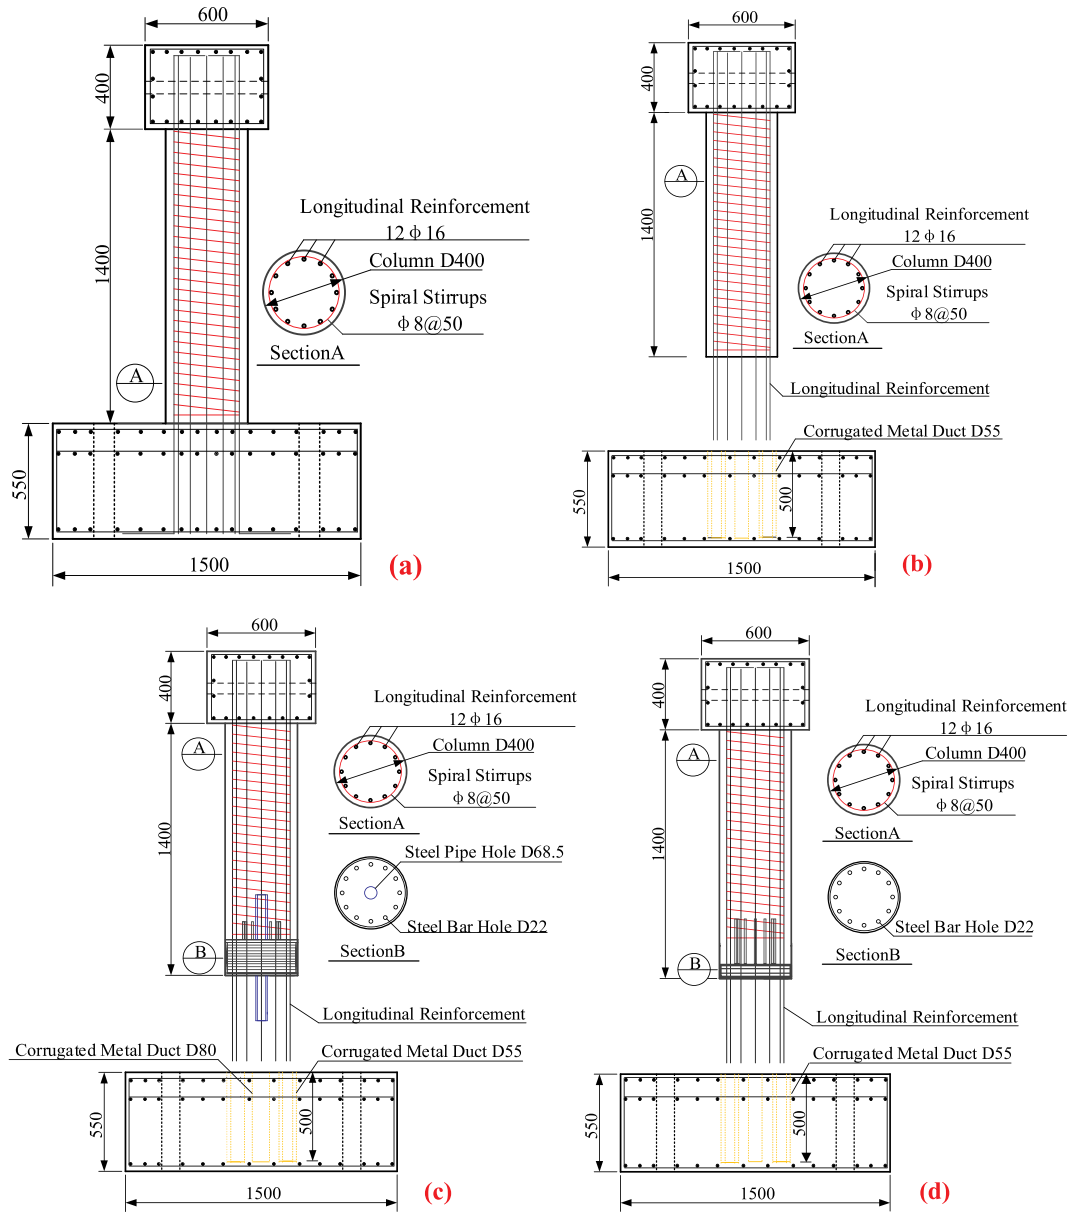 600
400
1400
Longitudinal Reinforcement
12 ф 16
Column D400
Spiral Stirrups
ф 8@50
SectionA
A
550
1500
(a)
600
400
1400
A
Longitudinal Reinforcement
12 ф 16
Column D400
Spiral Stirrups
ф 8@50
SectionA
Longitudinal Reinforcement
Corrugated Metal Duct D55
550
500
1500
(b)
600
400
1400
A
Longitudinal Reinforcement
12 ф 16
Column D400
Spiral Stirrups
ф 8@50
SectionA
Steel Pipe Hole D68.5
Steel Bar Hole D22
SectionB
B
Longitudinal Reinforcement
Corrugated Metal Duct D80
Corrugated Metal Duct D55
550
500
1500
(c)
600
400
1400
A
Longitudinal Reinforcement
12 ф 16
Column D400
Spiral Stirrups
ф 8@50
SectionA
Steel Bar Hole D22
SectionB
B
Longitudinal Reinforcement
Corrugated Metal Duct D55
550
500
1500
(d)